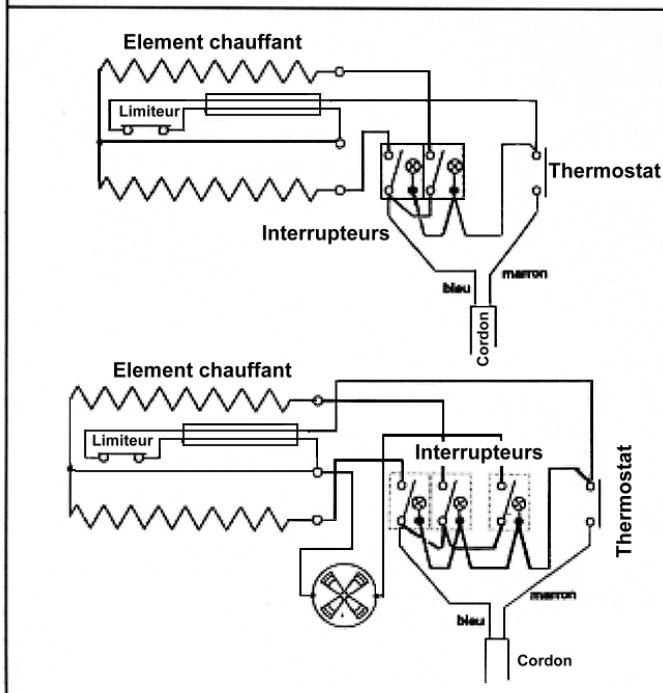 Element chauffant
Limiteur
Thermostat
Interrupteurs
bleu
marron
Cordon
Element chauffant
Interrupteurs
Limiteur
Thermostat
marron
bleu
Cordon